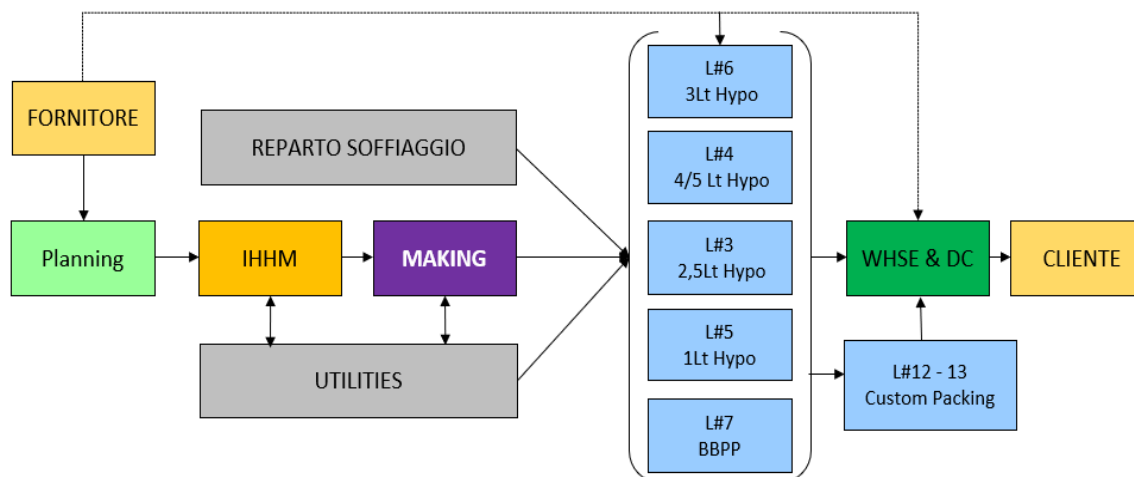 FORNITORE
REPARTO SOFFIAGGIO
Planning
IHHM
MAKING
UTILITIES
L#6
3Lt Hypo
L#4
4/5 Lt Hypo
L#3
2,5Lt Hypo
L#5
1Lt Hypo
L#7
BBPP
WHSE & DC
CLIENTE
L#12 - 13
Custom Packing